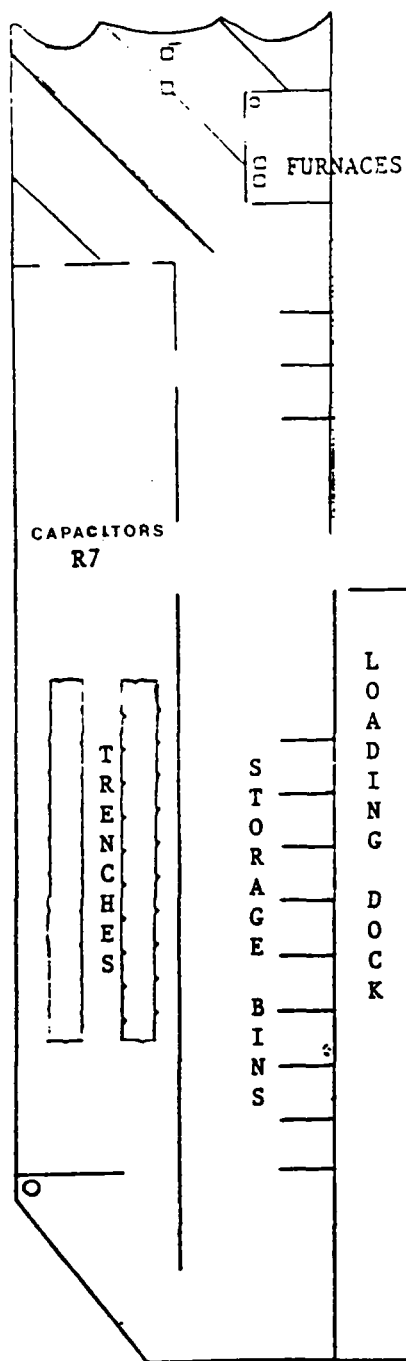 FURNACES
CAPACITORS
R7
TRENCHES
STORAGE BINS
LOADING DOCK